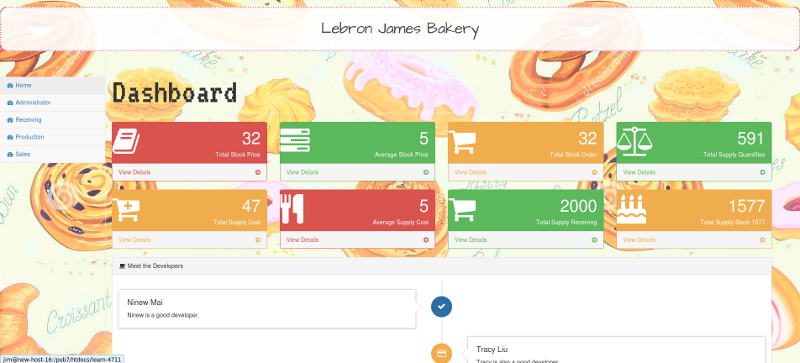 Lebron James Bakery
Home
Administrator
Receiving
Production
Sales
Dashboard
32
Total Stock Price
View Details
5
Average Stock Price
View Details
32
Total Stock Order
View Details
591
Total Supply Quantities
View Details
47
Total Supply Cost
View Details
5
Average Supply Cost
View Details
2000
Total Supply Receiving
View Details
1577
Total Supply Stock 1577
View Details
Meet the Developers
Ninew Mai
Ninew is a good developer.
Tracy Liu
Tracy is also a good developer.
Pretzel
Croissant
jim@new-host-16:/pub7/htdocs/learn-4711